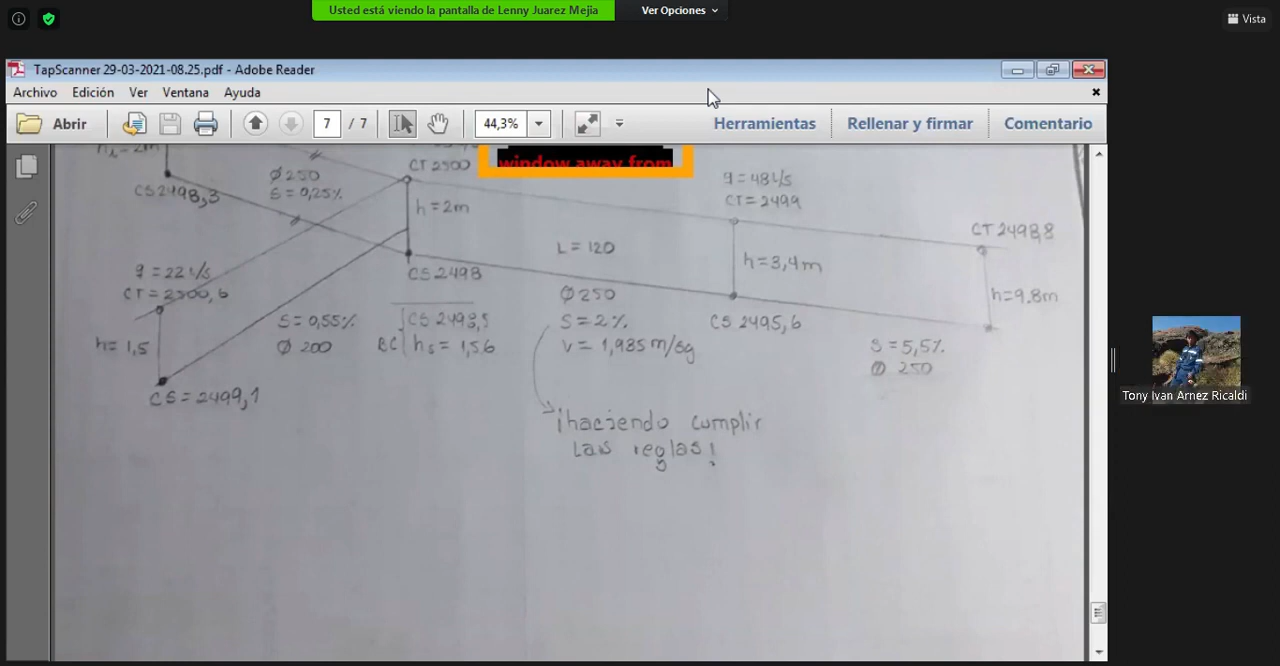 Usted está viendo la pantalla de Lenny Juarez Mejia
Ver Opciones
Vista
TapScanner 29-03-2021-08.25.pdf - Adobe Reader
Archivo Edición Ver Ventana Ayuda
Abrir
7 / 7
44,3%
Herramientas
Rellenar y firmar
Comentario
window away from
CS 2498,3
Ø 250
S = 0,25%
CT 2500
h = 2m
q = 48 l/s
CT = 2499
CT 2498,8
q = 22 l/s
CT = 2500,6
CS 2498
L = 120
h = 3,4m
h = 9.8m
h = 1,5
S = 0,55%
Ø 200
RC
CS 2498,5
hs = 1,56
Ø 250
S = 2%
V = 1,985 m/sg
CS 2495,6
S = 5,5%
Ø 250
CS = 2499,1
¡haciendo cumplir
las reglas!
Tony Ivan Arnez Ricaldi